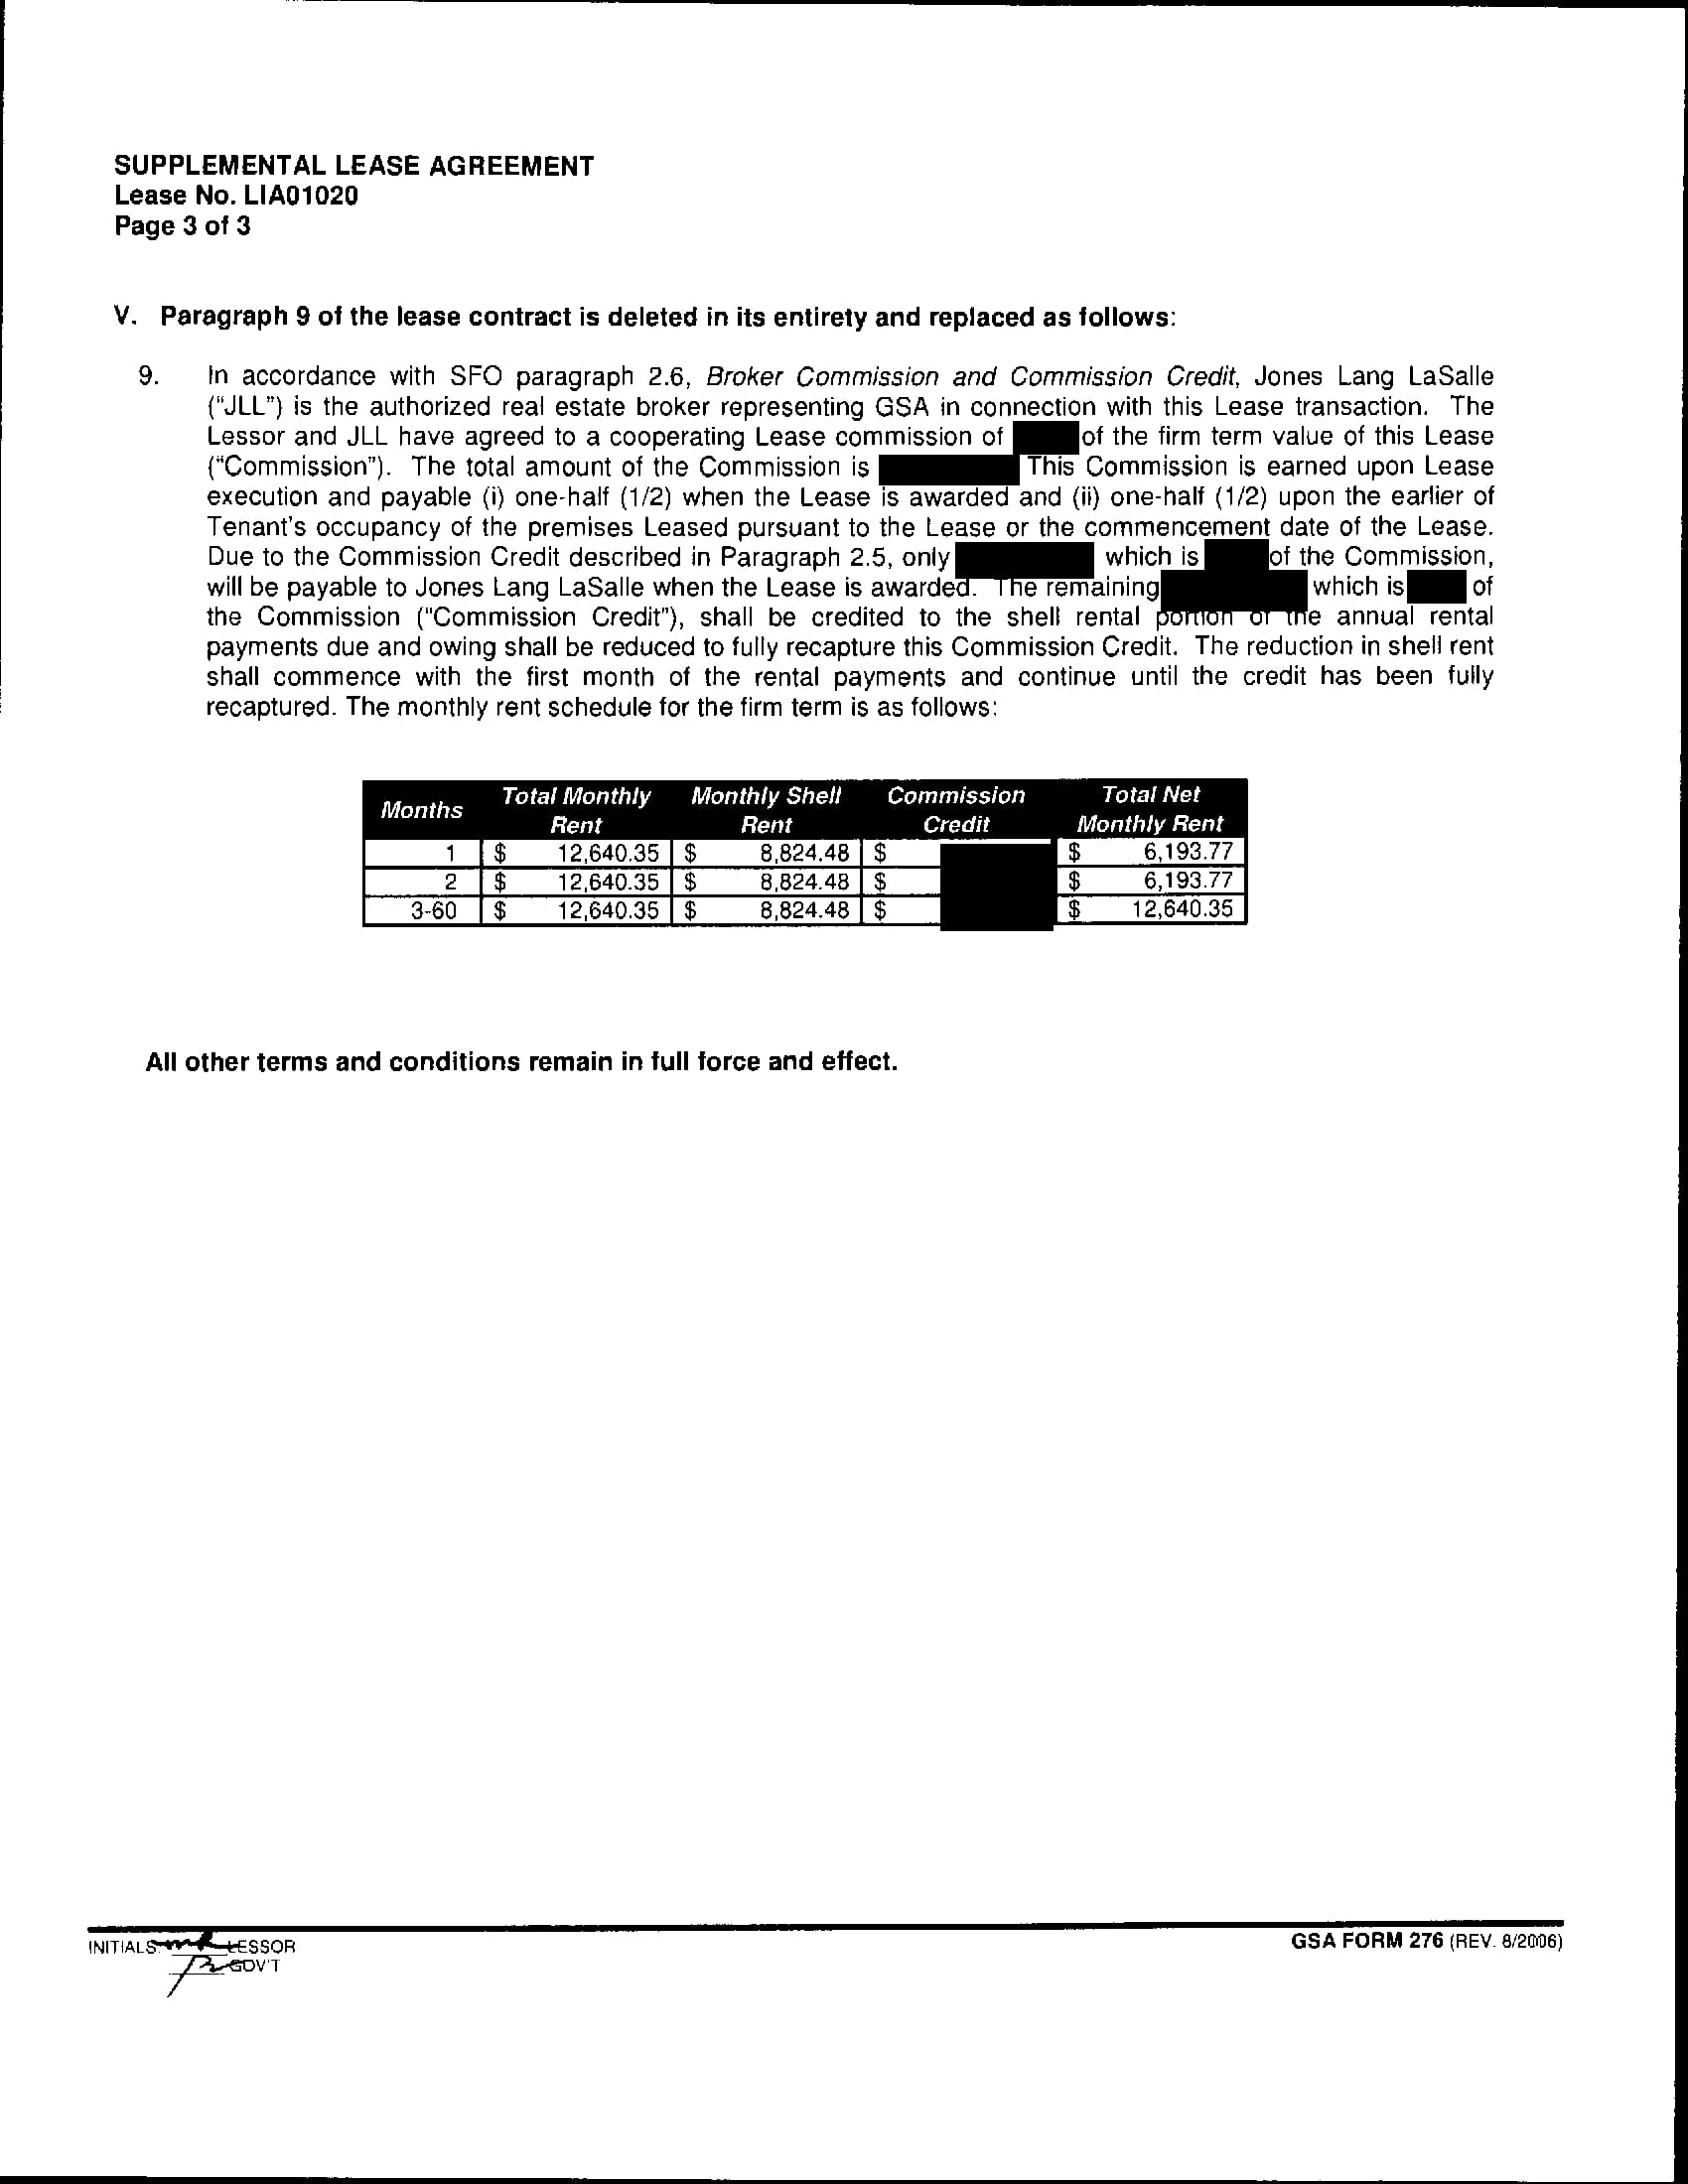 SUPPLEMENTAL LEASE AGREEMENT
Lease No. LIA01020
Page 3 of 3
V. Paragraph 9 of the lease contract is deleted in its entirety and replaced as follows:
9. In accordance with SFO paragraph 2.6, Broker Commission and Commission Credit, Jones Lang LaSalle
("JLL") is the authorized real estate broker representing GSA in connection with this Lease transaction. The
Lessor and JLL have agreed to a cooperating Lease commission of of the firm term value of this Lease
("Commission"). The total amount of the Commission is This Commission is earned upon Lease
execution and payable (i) one-half (1/2) when the Lease is awarded and (ii) one-half (1/2) upon the earlier of
Tenant's occupancy of the premises Leased pursuant to the Lease or the commencement date of the Lease.
Due to the Commission Credit described in Paragraph 2.5, only which is of the Commission,
will be payable to Jones Lang LaSalle when the Lease is awarded. The remaining which is of
the Commission ("Commission Credit"), shall be credited to the shell rental portion of the annual rental
payments due and owing shall be reduced to fully recapture this Commission Credit. The reduction in shell rent
shall commence with the first month of the rental payments and continue until the credit has been fully
recaptured. The monthly rent schedule for the firm term is as follows:
Months Total Monthly Rent Monthly Shell Rent Commission Credit Total Net Monthly Rent
1 $ 12,640.35 $ 8,824.48 $ $ 6,193.77
2 $ 12,640.35 $ 8,824.48 $ $ 6,193.77
3-60 $ 12,640.35 $ 8,824.48 $ $ 12,640.35
All other terms and conditions remain in full force and effect.
INITIALS: LESSOR
GOV'T
GSA FORM 276 (REV. 8/2006)